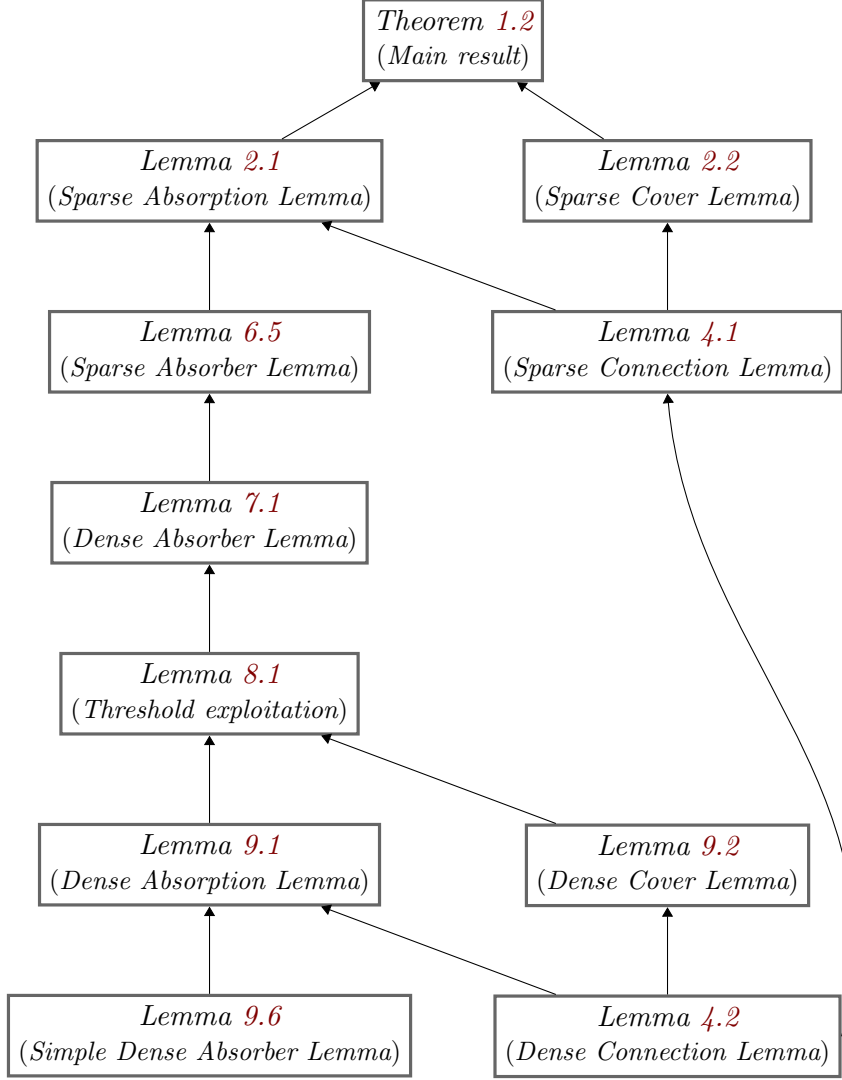 Theorem 1.2
(Main result)
Lemma 2.1
(Sparse Absorption Lemma)
Lemma 2.2
(Sparse Cover Lemma)
Lemma 6.5
(Sparse Absorber Lemma)
Lemma 4.1
(Sparse Connection Lemma)
Lemma 7.1
(Dense Absorber Lemma)
Lemma 8.1
(Threshold exploitation)
Lemma 9.1
(Dense Absorption Lemma)
Lemma 9.2
(Dense Cover Lemma)
Lemma 9.6
(Simple Dense Absorber Lemma)
Lemma 4.2
(Dense Connection Lemma)